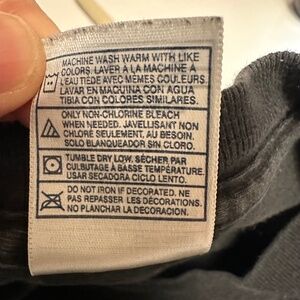 MACHINE WASH WARM WITH LIKE
COLORS. LAVER A LA MACHINE A
L'EAU TIÈDE AVEC MÊMES COULEURS.
LAVAR EN MAQUINA CON AGUA
TIBIA CON COLORES SIMILARES.
ONLY NON-CHLORINE BLEACH
WHEN NEEDED. JAVELLISANT NON
CHLORÉ SEULEMENT, AU BESOIN.
SOLO BLANQUEADOR SIN CLORO.
TUMBLE DRY LOW. SÉCHER PAR
CULBUTAGE À BASSE TEMPÉRATURE.
USAR SECADORA CICLO LENTO.
DO NOT IRON IF DECORATED. NE
PAS REPASSER LES DÉCORATIONS.
NO PLANCHAR LA DECORACION.